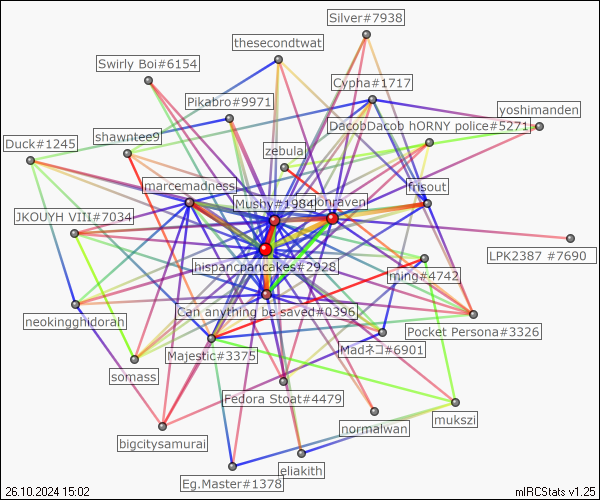 Silver#7938
thesecondtwat
Swirly Boi#6154
Cypha#1717
Pikabro#9971
yoshimanden
DacobDacob hORNY police#5271
shawntee9
Duck#1245
zebula
marcemadness
frisout
Mushy#1984
donraven
JKOUYH VIII#7034
LPK2387 #7690
hispancpancakes#2928
ming#4742
Can anything be saved#0396
neokingghidorah
Pocket Persona#3326
Madネコ#6901
Majestic#3375
somass
Fedora Stoat#4479
mukszi
normalwan
bigcitysamurai
eliakith
Eg.Master#1378
26.10.2024 15:02
mIRCStats v1.25